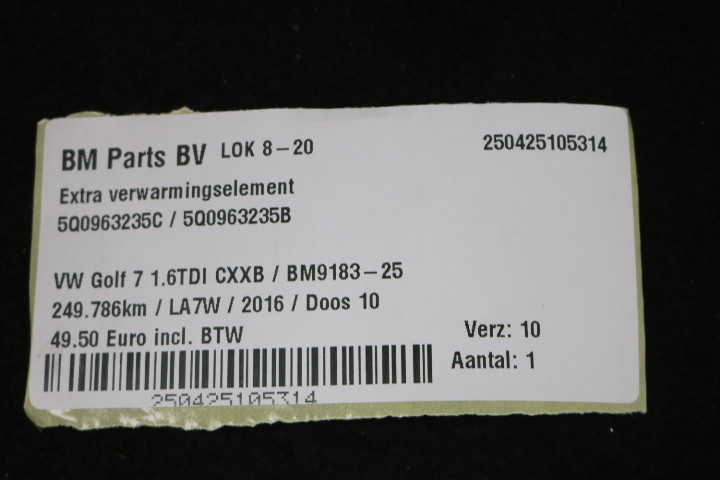 BM Parts BV LOK 8-20 250425105314
Extra verwarmingselement
5Q0963235C / 5Q0963235B
VW Golf 7 1.6TDI CXXB / BM9183-25
249.786km / LA7W / 2016 / Doos 10
49.50 Euro incl. BTW Verz: 10
Aantal: 1
250425105314